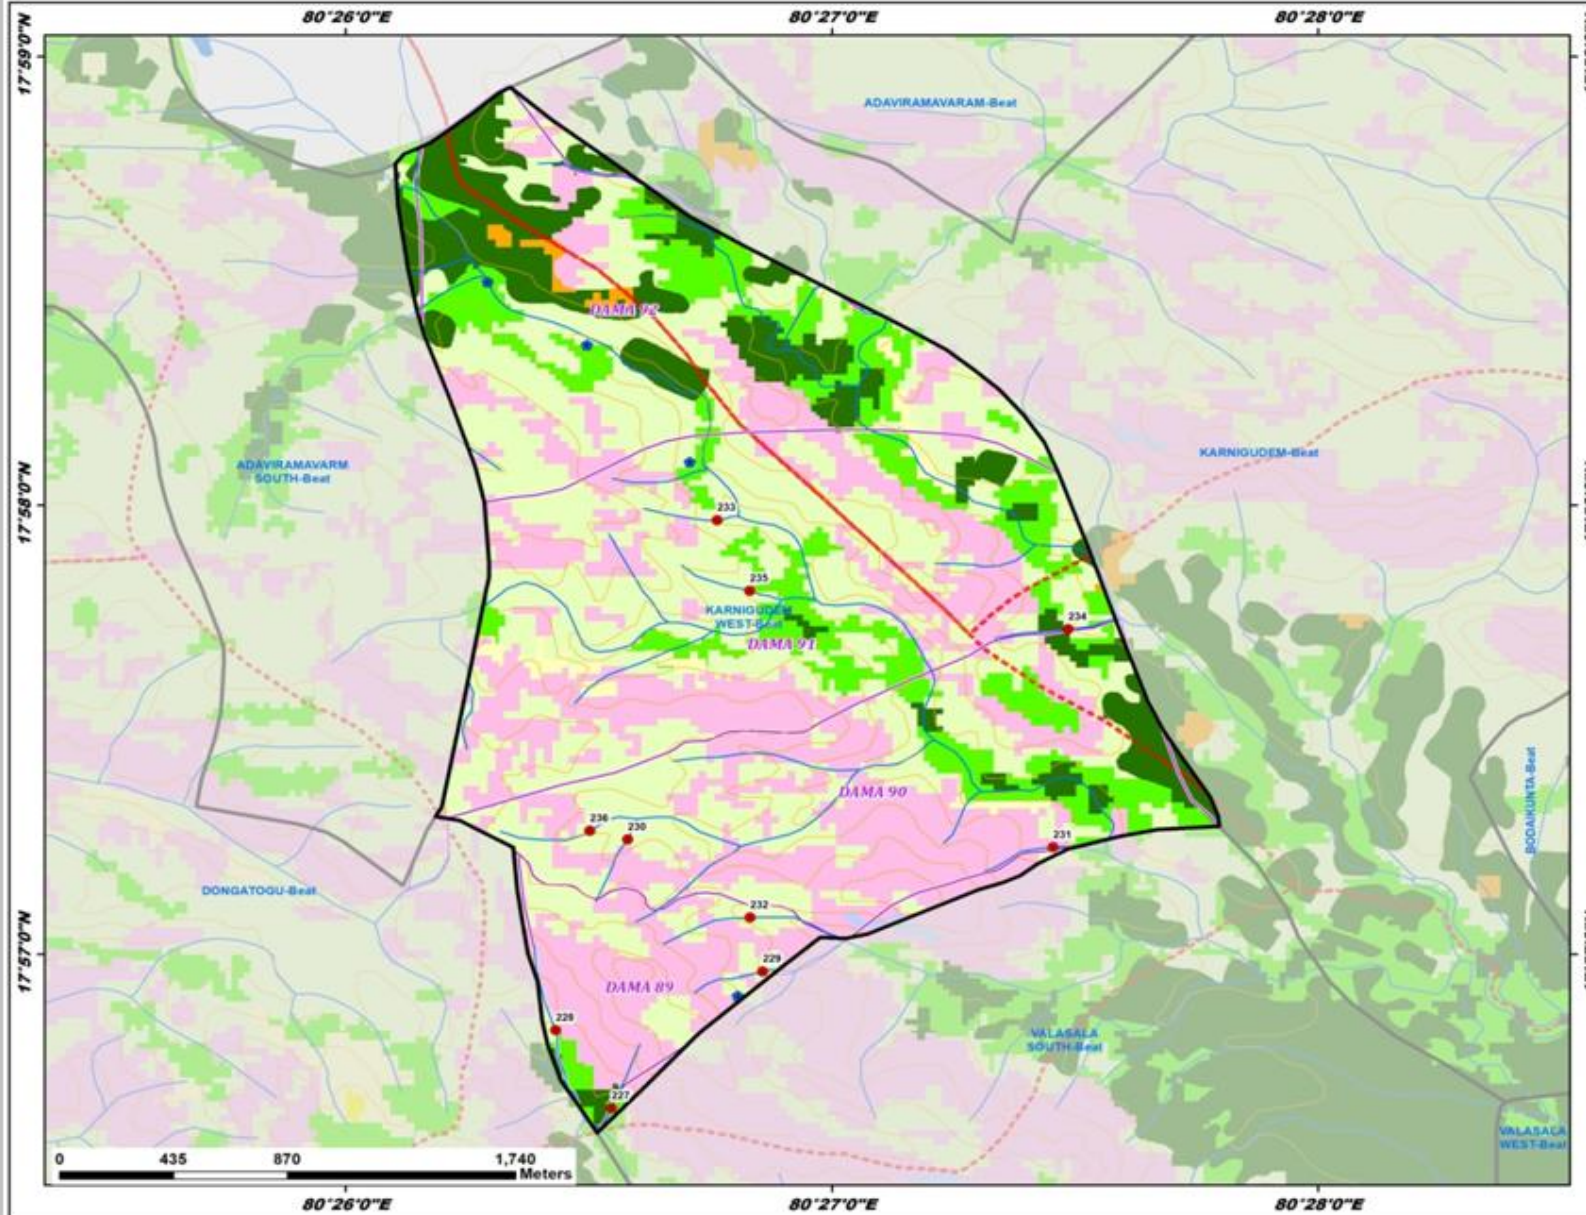 80°26'0"E 80°27'0"E 80°28'0"E
17°59'0"N
ADAVIRAMAVARAM-Beat
DAMA 92
KARNIGUDEM-Beat
ADAVIRAMAVARM
SOUTH-Beat
17°58'0"N
233
235
KARNIGUDEM
WEST-Beat
234
DAMA 91
DAMA 90
BODAIKUNTA-Beat
236
230
231
DONGATOGU-Beat
232
17°57'0"N
229
DAMA 89
228
VALASALA
SOUTH-Beat
227
VALASALA
WEST-Beat
0 435 870 1,740
Meters
80°26'0"E 80°27'0"E 80°28'0"E